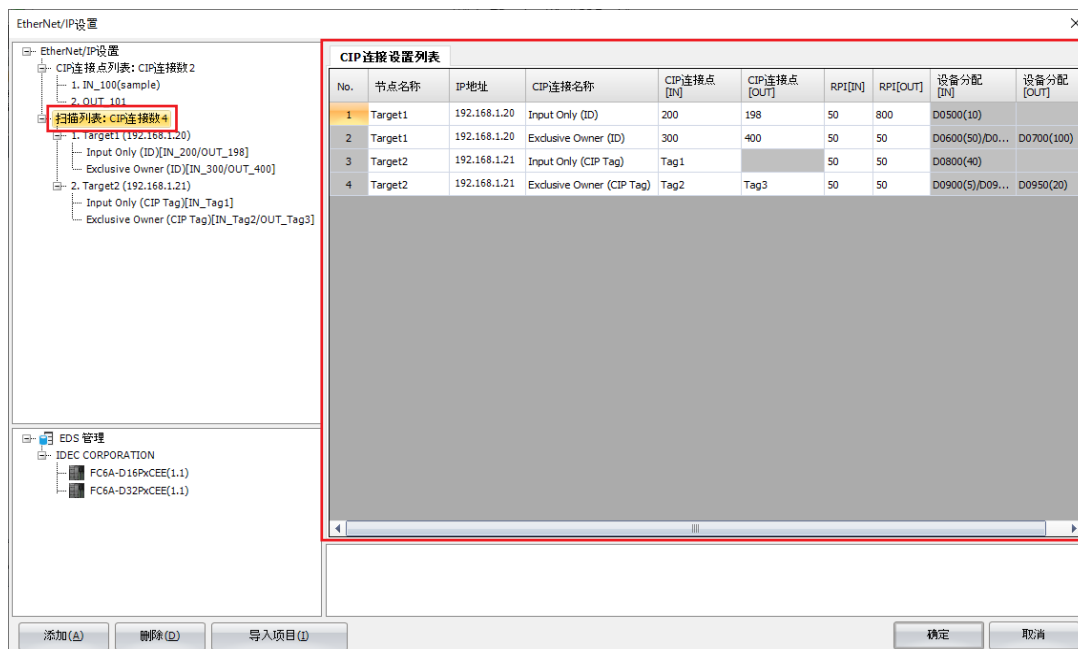 EtherNet/IP设置
EtherNet/IP设置
CIP连接点列表: CIP连接数2
1. IN_100(sample)
2. OUT_101
扫描列表: CIP连接数4
1. Target1 (192.168.1.20)
Input Only (ID)[IN_200/OUT_198]
Exclusive Owner (ID)[IN_300/OUT_400]
2. Target2 (192.168.1.21)
Input Only (CIP Tag)[IN_Tag1]
Exclusive Owner (CIP Tag)[IN_Tag2/OUT_Tag3]
EDS 管理
IDEC CORPORATION
FC6A-D16PxCEE(1.1)
FC6A-D32PxCEE(1.1)
CIP连接设置列表
No. 节点名称 IP地址 CIP连接名称 CIP连接点[IN] CIP连接点[OUT] RPI[IN] RPI[OUT] 设备分配[IN] 设备分配[OUT]
1 Target1 192.168.1.20 Input Only (ID) 200 198 50 800 D0500(10)
2 Target1 192.168.1.20 Exclusive Owner (ID) 300 400 50 50 D0600(50)/D0... D0700(100)
3 Target2 192.168.1.21 Input Only (CIP Tag) Tag1 50 50 D0800(40)
4 Target2 192.168.1.21 Exclusive Owner (CIP Tag) Tag2 Tag3 50 50 D0900(5)/D09... D0950(20)
添加(A) 删除(D) 导入项目(I) 确定 取消